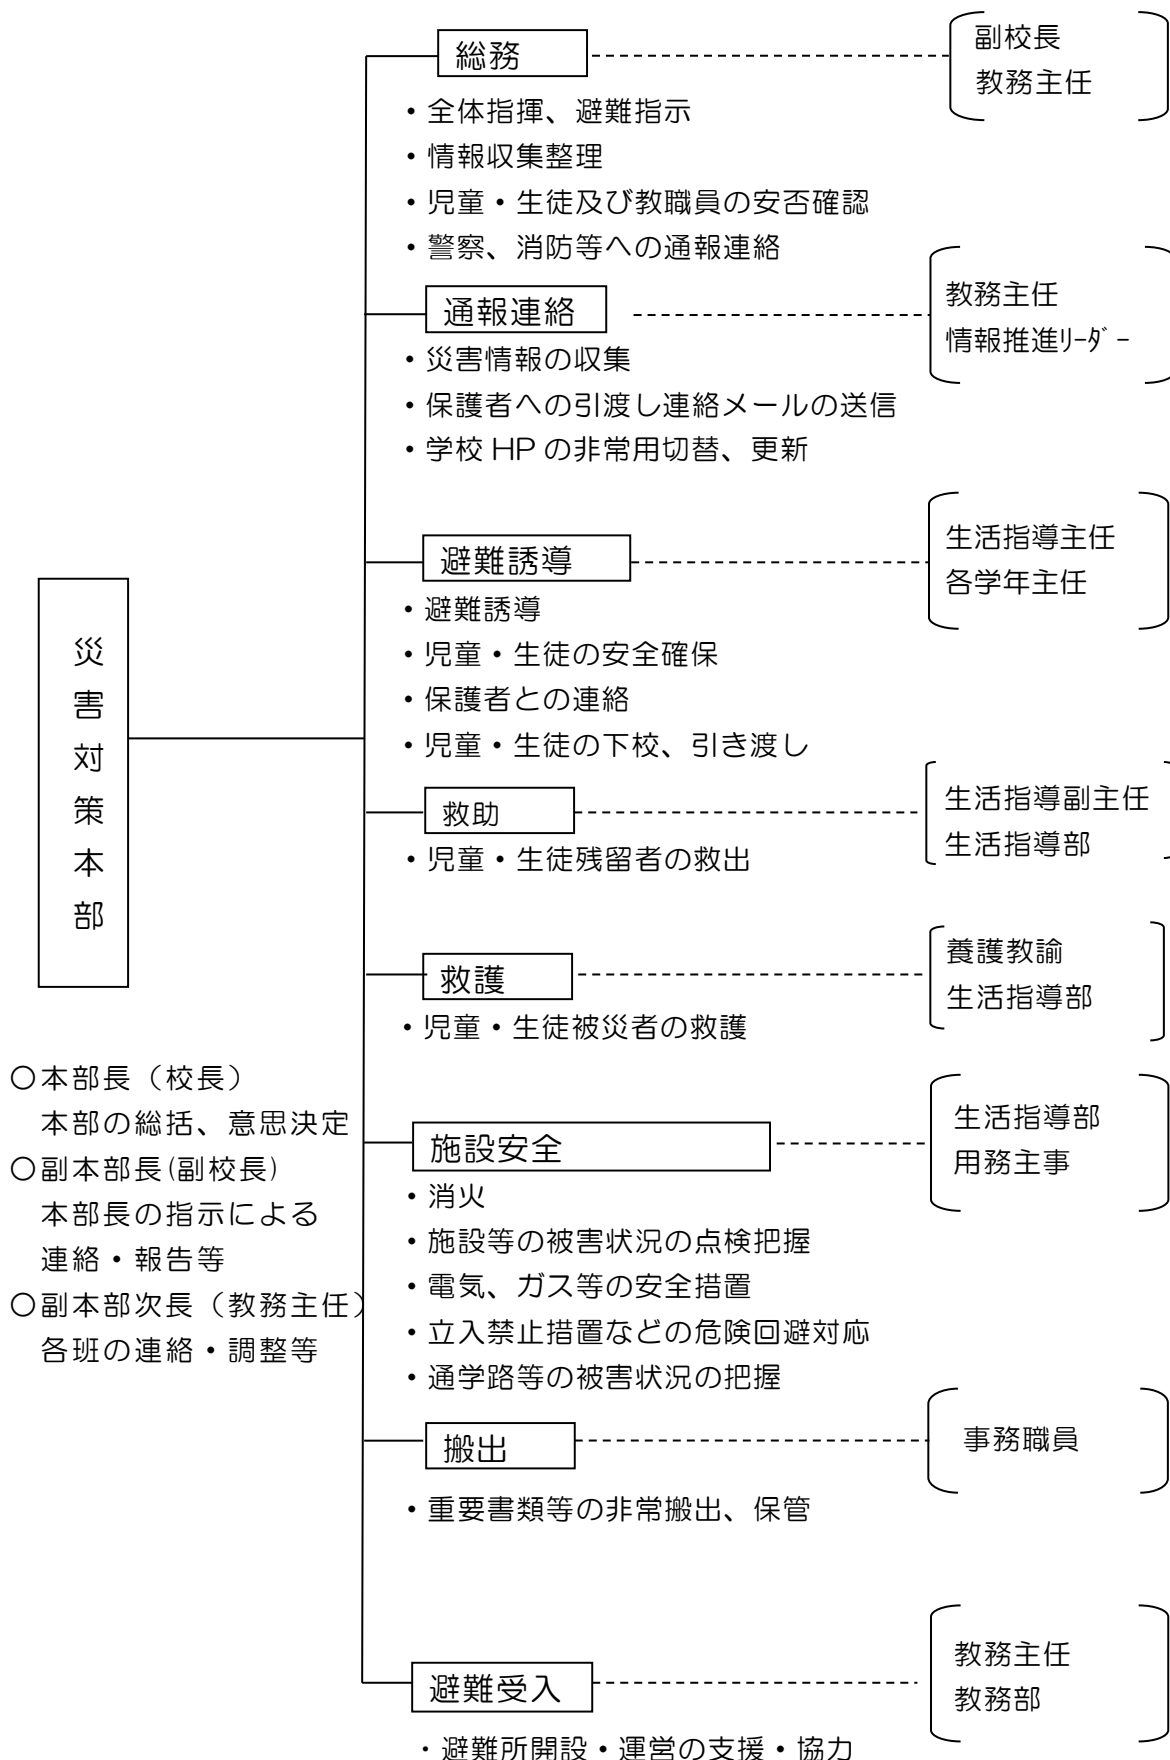 総務
副校長
教務主任
・全体指揮、避難指示
・情報収集整理
・児童・生徒及び教職員の安否確認
・警察、消防等への通報連絡
通報連絡
教務主任
情報推進ﾘｰﾀﾞｰ
・災害情報の収集
・保護者への引渡し連絡メールの送信
・学校 HP の非常用切替、更新
避難誘導
生活指導主任
各学年主任
・避難誘導
・児童・生徒の安全確保
・保護者との連絡
・児童・生徒の下校、引き渡し
災害対策本部
救助
生活指導副主任
生活指導部
・児童・生徒残留者の救出
救護
養護教諭
生活指導部
・児童・生徒被災者の救護
〇本部長（校長）
本部の総括、意思決定
〇副本部長(副校長)
本部長の指示による
連絡・報告等
〇副本部次長（教務主任）
各班の連絡・調整等
施設安全
生活指導部
用務主事
・消火
・施設等の被害状況の点検把握
・電気、ガス等の安全措置
・立入禁止措置などの危険回避対応
・通学路等の被害状況の把握
搬出
事務職員
・重要書類等の非常搬出、保管
避難受入
教務主任
教務部
・避難所開設・運営の支援・協力